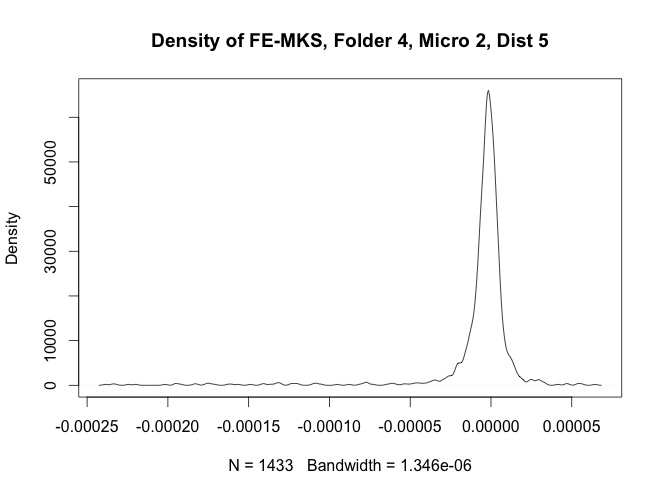 Density of FE-MKS, Folder 4, Micro 2, Dist 5
Density
50000
30000
10000
0
-0.00025 -0.00020 -0.00015 -0.00010 -0.00005 0.00000 0.00005
N = 1433 Bandwidth = 1.346e-06